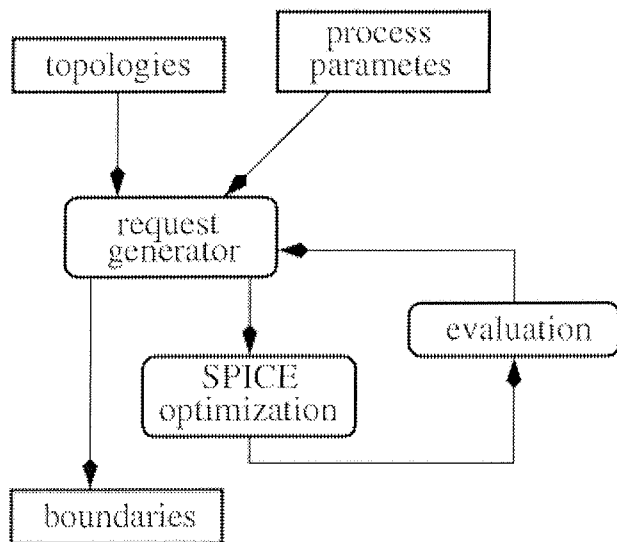 topologies
process
parametes
request
generator
evaluation
SPICE
optimization
boundaries